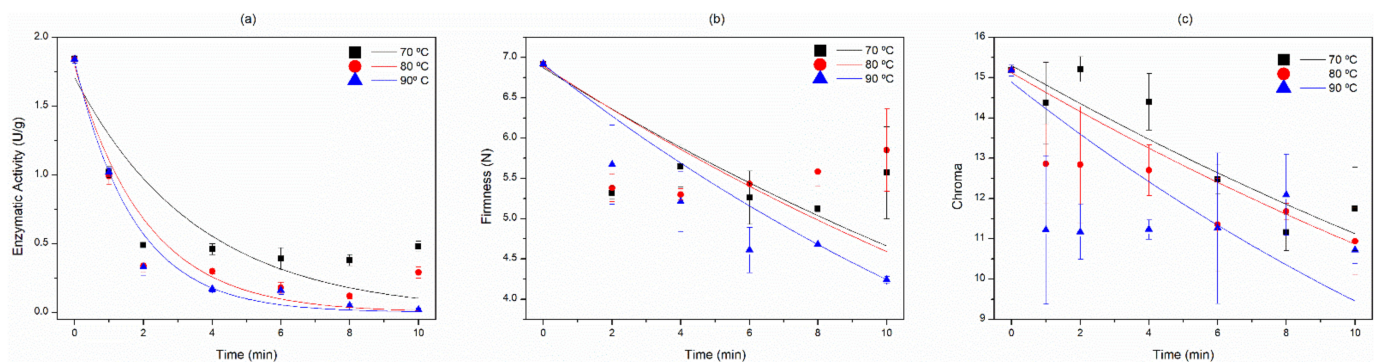 (a)
2.0
1.5
1.0
0.5
0.0
Enzymatic Activity (U/g)
70 ºC
80 ºC
90º C
0 2 4 6 8 10
Time (min)
(b)
7.0
6.5
6.0
5.5
5.0
4.5
4.0
Firmness (N)
70 ºC
80 ºC
90 ºC
0 2 4 6 8 10
Time (min)
(c)
16
15
14
13
12
11
10
9
Chroma
70 ºC
80 ºC
90 ºC
0 2 4 6 8 10
Time (min)